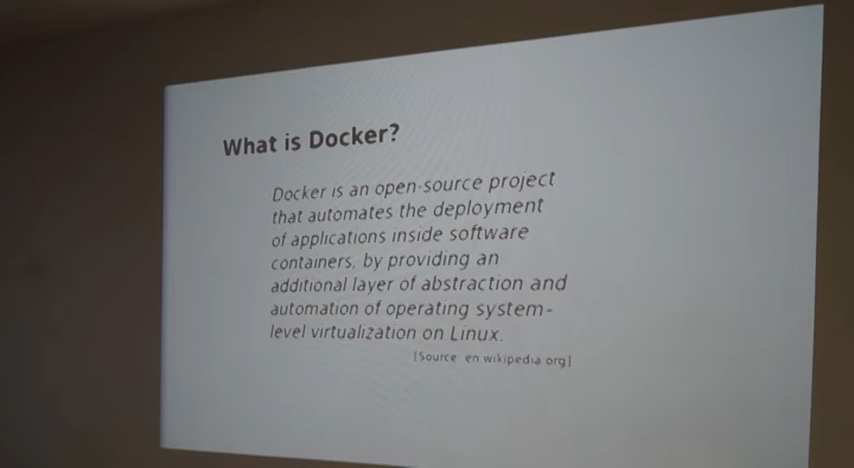 What is Docker?
Docker is an open-source project
that automates the deployment
of applications inside software
containers, by providing an
additional layer of abstraction and
automation of operating system-
level virtualization on Linux.
[Source en wikipedia org]